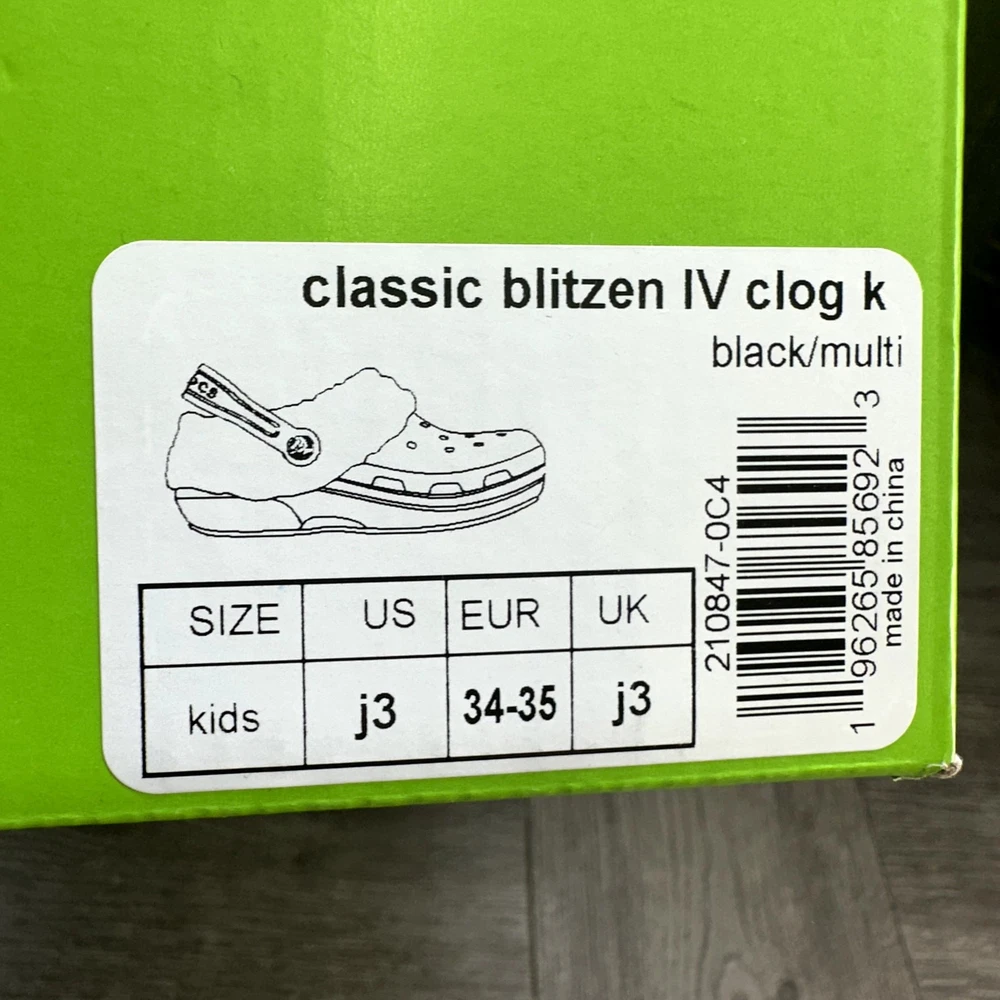 classic blitzen IV clog k
black/multi
SIZE US EUR UK
kids j3 34-35 j3
210847-0C4
1 96265 85692 3
made in china